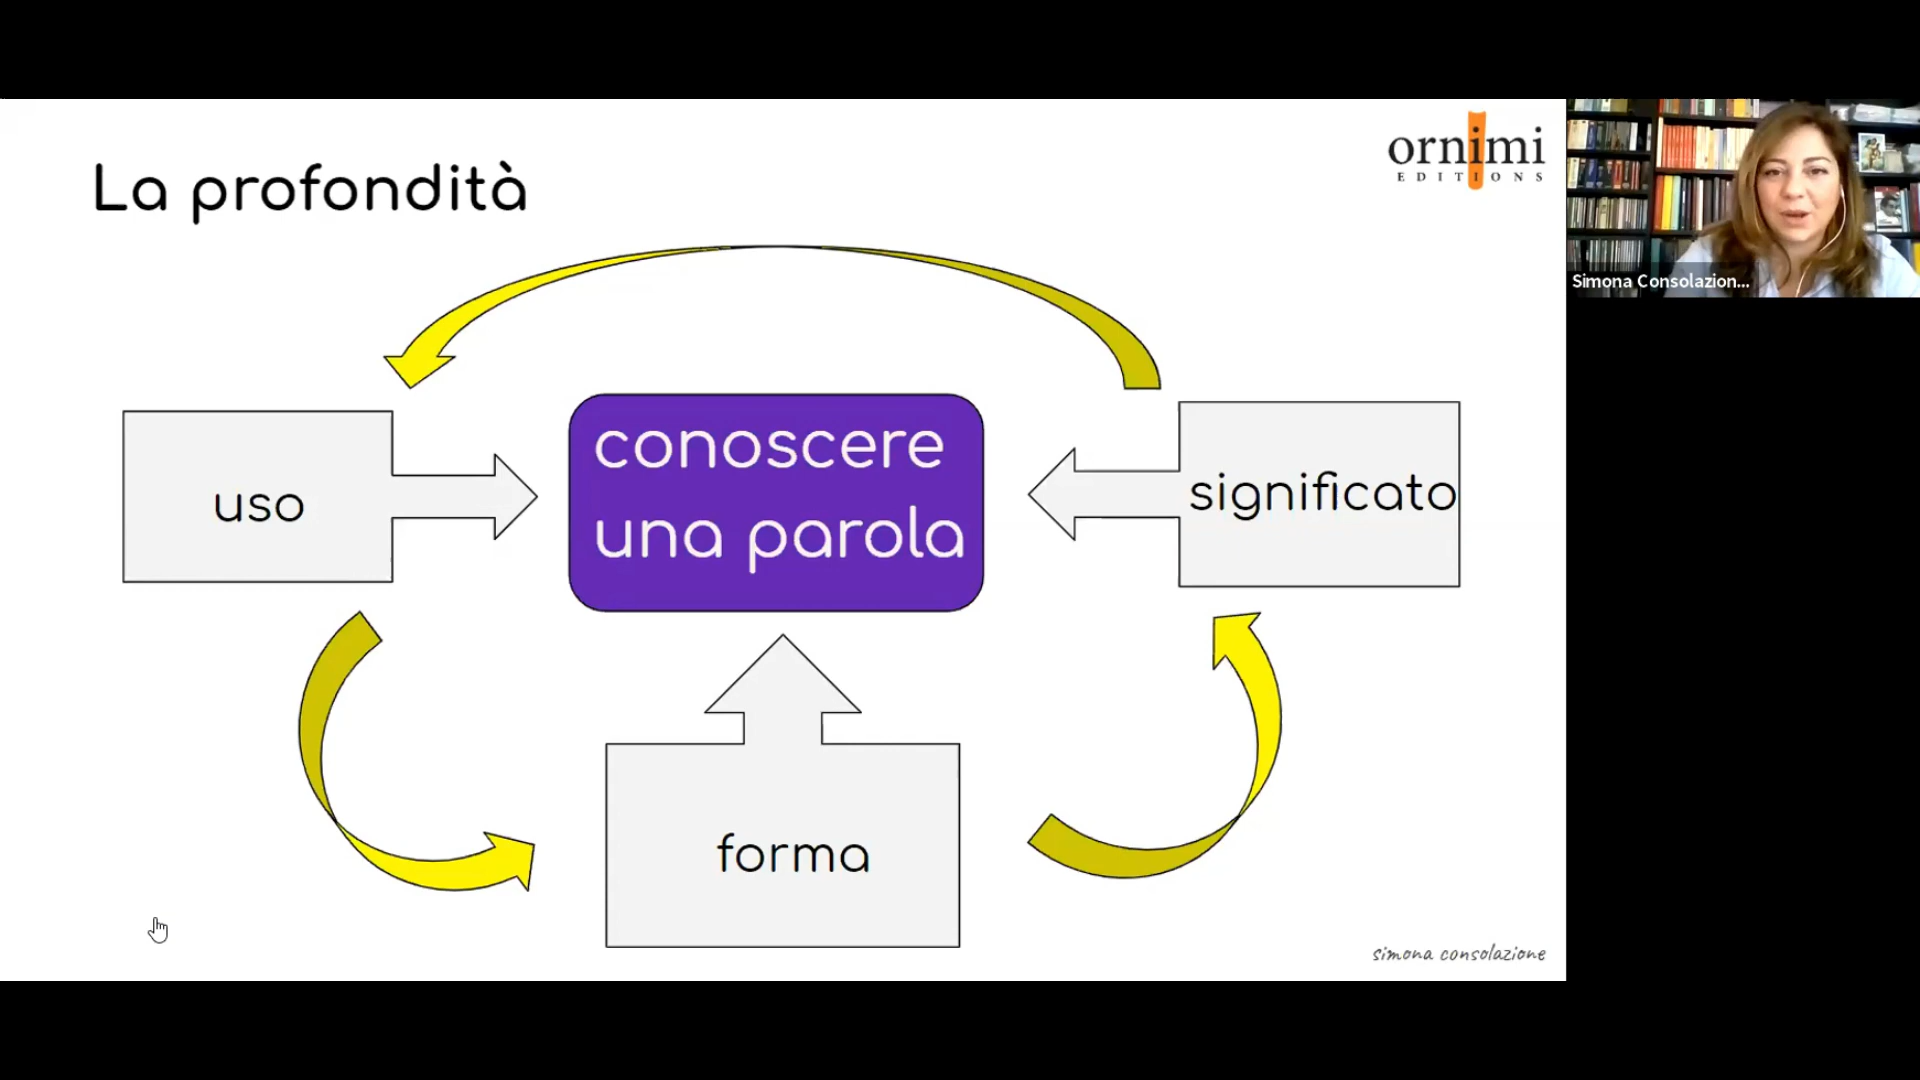 La profondità
ornimi
EDITIONS
Simona Consolazion...
conoscere
una parola
uso
significato
forma
simona consolazione